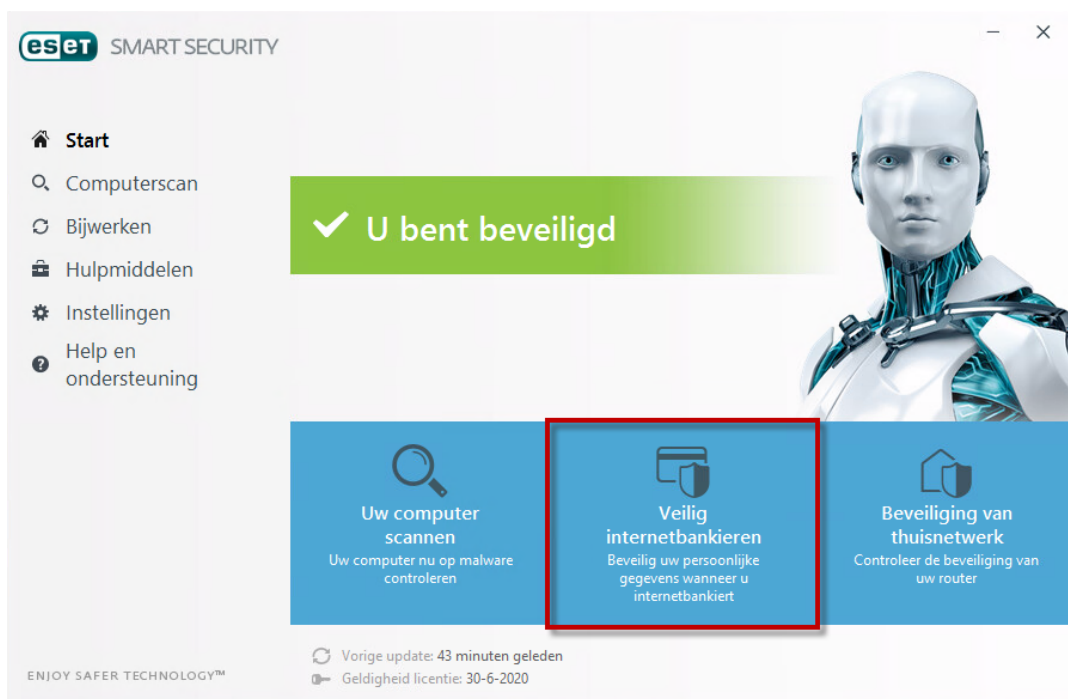 eset SMART SECURITY
Start
Computerscan
Bijwerken
Hulpmiddelen
Instellingen
Help en
ondersteuning
U bent beveiligd
Uw computer
scannen
Uw computer nu op malware
controleren
Veilig
internetbankieren
Beveilig uw persoonlijke
gegevens wanneer u
internetbankiert
Beveiliging van
thuisnetwerk
Controleer de beveiliging van
uw router
Vorige update: 43 minuten geleden
Geldigheid licentie: 30-6-2020
ENJOY SAFER TECHNOLOGY™